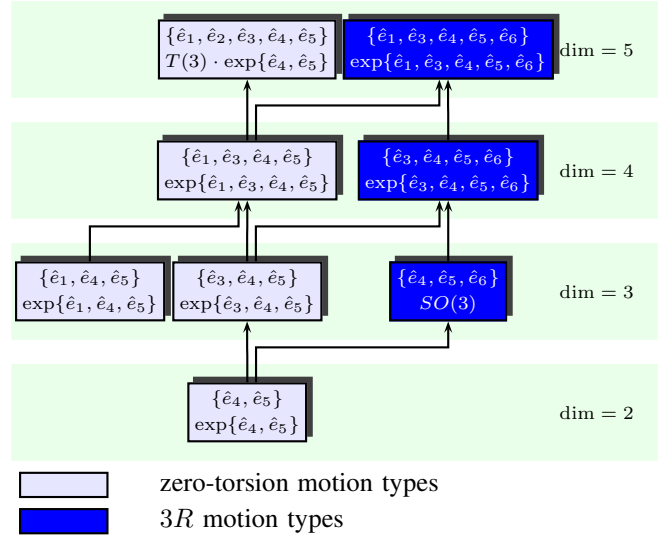 {ê₁, ê₂, ê₃, ê₄, ê₅}
T(3) · exp{ê₄, ê₅}
{ê₁, ê₃, ê₄, ê₅, ê₆}
exp{ê₁, ê₃, ê₄, ê₅, ê₆}
dim = 5
{ê₁, ê₃, ê₄, ê₅}
exp{ê₁, ê₃, ê₄, ê₅}
{ê₃, ê₄, ê₅, ê₆}
exp{ê₃, ê₄, ê₅, ê₆}
dim = 4
{ê₁, ê₄, ê₅}
exp{ê₁, ê₄, ê₅}
{ê₃, ê₄, ê₅}
exp{ê₃, ê₄, ê₅}
{ê₄, ê₅, ê₆}
SO(3)
dim = 3
{ê₄, ê₅}
exp{ê₄, ê₅}
dim = 2
zero-torsion motion types
3R motion types